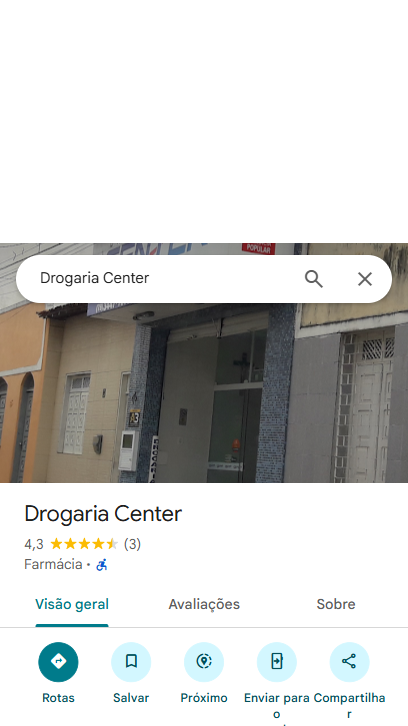 CENTER
POPULAR
Drogaria Center
Drogaria Center
4,3 (3)
Farmácia •
Visão geral
Avaliações
Sobre
Rotas
Salvar
Próximo
Enviar para o
Compartilhar